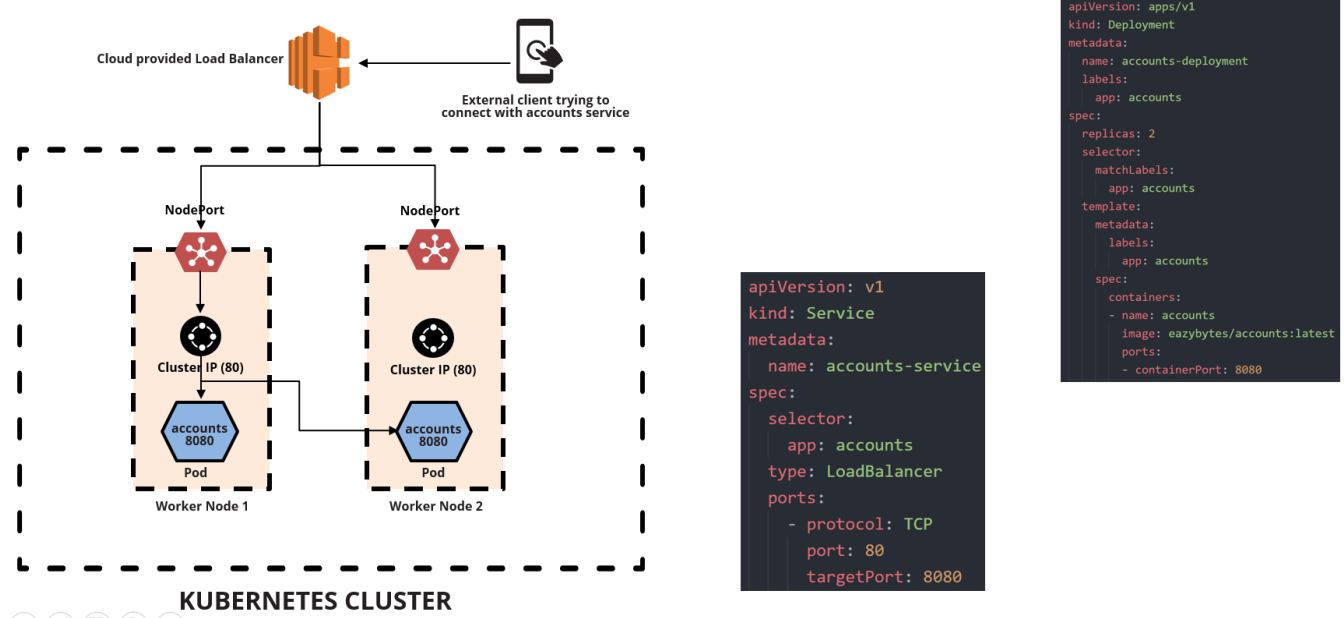 Cloud provided Load Balancer
External client trying to
connect with accounts service
NodePort
NodePort
Cluster IP (80)
Cluster IP (80)
accounts
8080
accounts
8080
Pod
Pod
Worker Node 1
Worker Node 2
KUBERNETES CLUSTER
apiVersion: v1
kind: Service
metadata:
  name: accounts-service
spec:
  selector:
    app: accounts
  type: LoadBalancer
  ports:
    - protocol: TCP
      port: 80
      targetPort: 8080
apiVersion: apps/v1
kind: Deployment
metadata:
  name: accounts-deployment
  labels:
    app: accounts
spec:
  replicas: 2
  selector:
    matchLabels:
      app: accounts
  template:
    metadata:
      labels:
        app: accounts
    spec:
      containers:
      - name: accounts
        image: eazybytes/accounts:latest
        ports:
        - containerPort: 8080